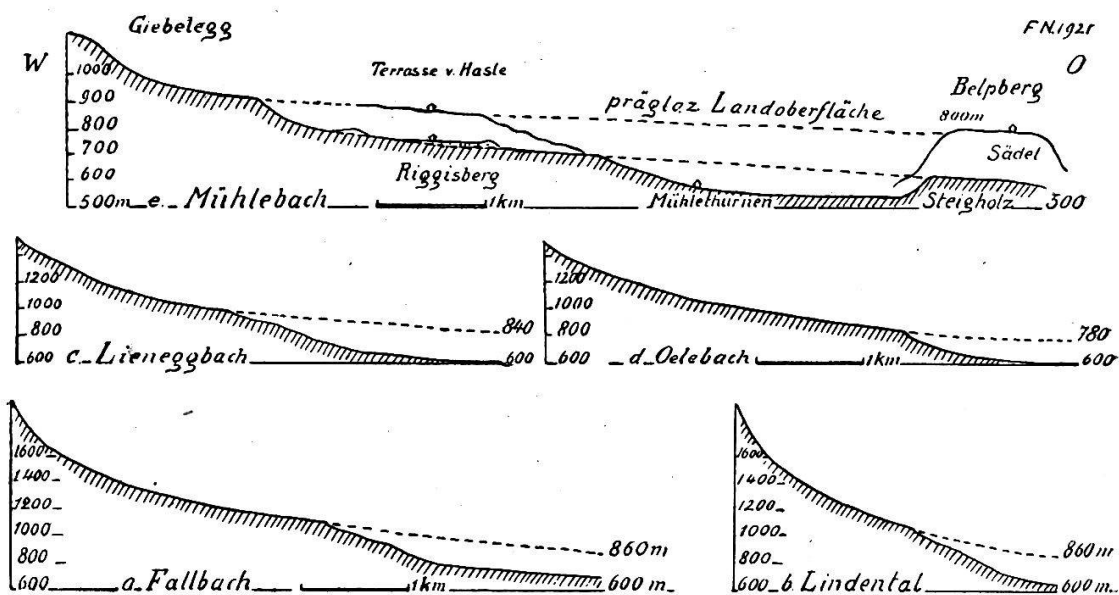 Giebelegg
F N. 1921
W
Terrasse v. Hasle
O
1000
900
800
700
600
präglaz Landoberfläche
Belpberg
800m
Sädel
Riggisberg
500m e. Mühlebach 1km Mühlethurnen Steigholz 500
1200
1000
800
600
840
c. Lieneggbach
600
1200
1000
800
600
780
d. Oelebach 1km
600
1600
1400
1200
1000
800
600
860m
a. Fallbach 1km
600 m.
1600
1400
1200
1000
800
600
860m
b. Lindental
600 m